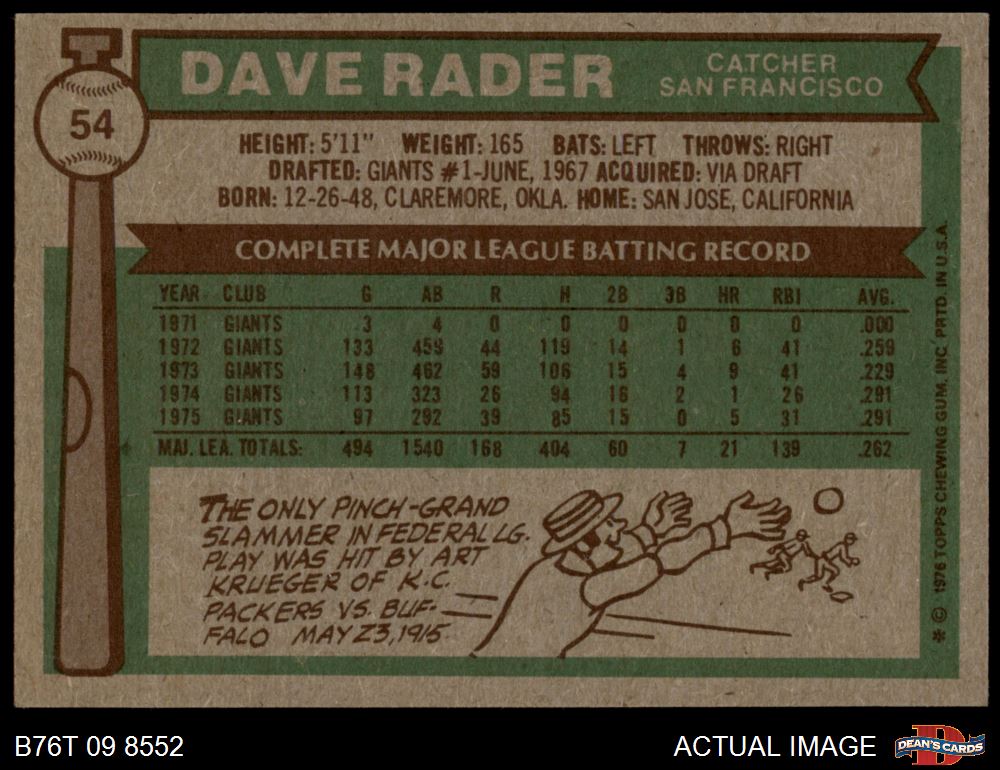 54
DAVE RADER
CATCHER
SAN FRANCISCO
HEIGHT: 5'11" WEIGHT: 165 BATS: LEFT THROWS: RIGHT
DRAFTED: GIANTS #1-JUNE, 1967 ACQUIRED: VIA DRAFT
BORN: 12-26-48, CLAREMORE, OKLA. HOME: SAN JOSE, CALIFORNIA
COMPLETE MAJOR LEAGUE BATTING RECORD
YEAR CLUB G AB R H 2B 3B HR RBI AVG.
1971 GIANTS 3 4 0 0 0 0 0 0 .000
1972 GIANTS 133 459 44 119 14 1 6 41 .259
1973 GIANTS 148 462 59 106 15 4 9 41 .229
1974 GIANTS 113 323 26 94 16 2 1 26 .291
1975 GIANTS 97 292 39 85 15 0 5 31 .291
MAJ. LEA. TOTALS: 494 1540 168 404 60 7 21 139 .262
THE ONLY PINCH-GRAND
SLAMMER IN FEDERAL LG.
PLAY WAS HIT BY ART
KRUEGER OF K.C.
PACKERS VS. BUF-
FALO MAY 23, 1915.
* © 1976 TOPPS CHEWING GUM, INC. PRTD. IN U.S.A.
B76T 09 8552
ACTUAL IMAGE
D
DEAN'S CARDS